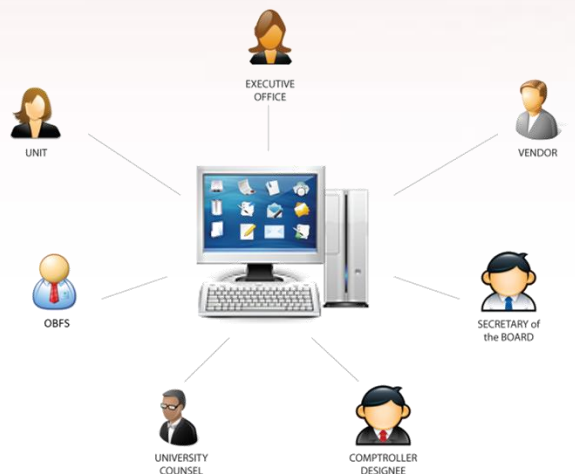 EXECUTIVE
OFFICE
UNIT
VENDOR
OBFS
SECRETARY of
the BOARD
UNIVERSITY
COUNSEL
COMPTROLLER
DESIGNEE